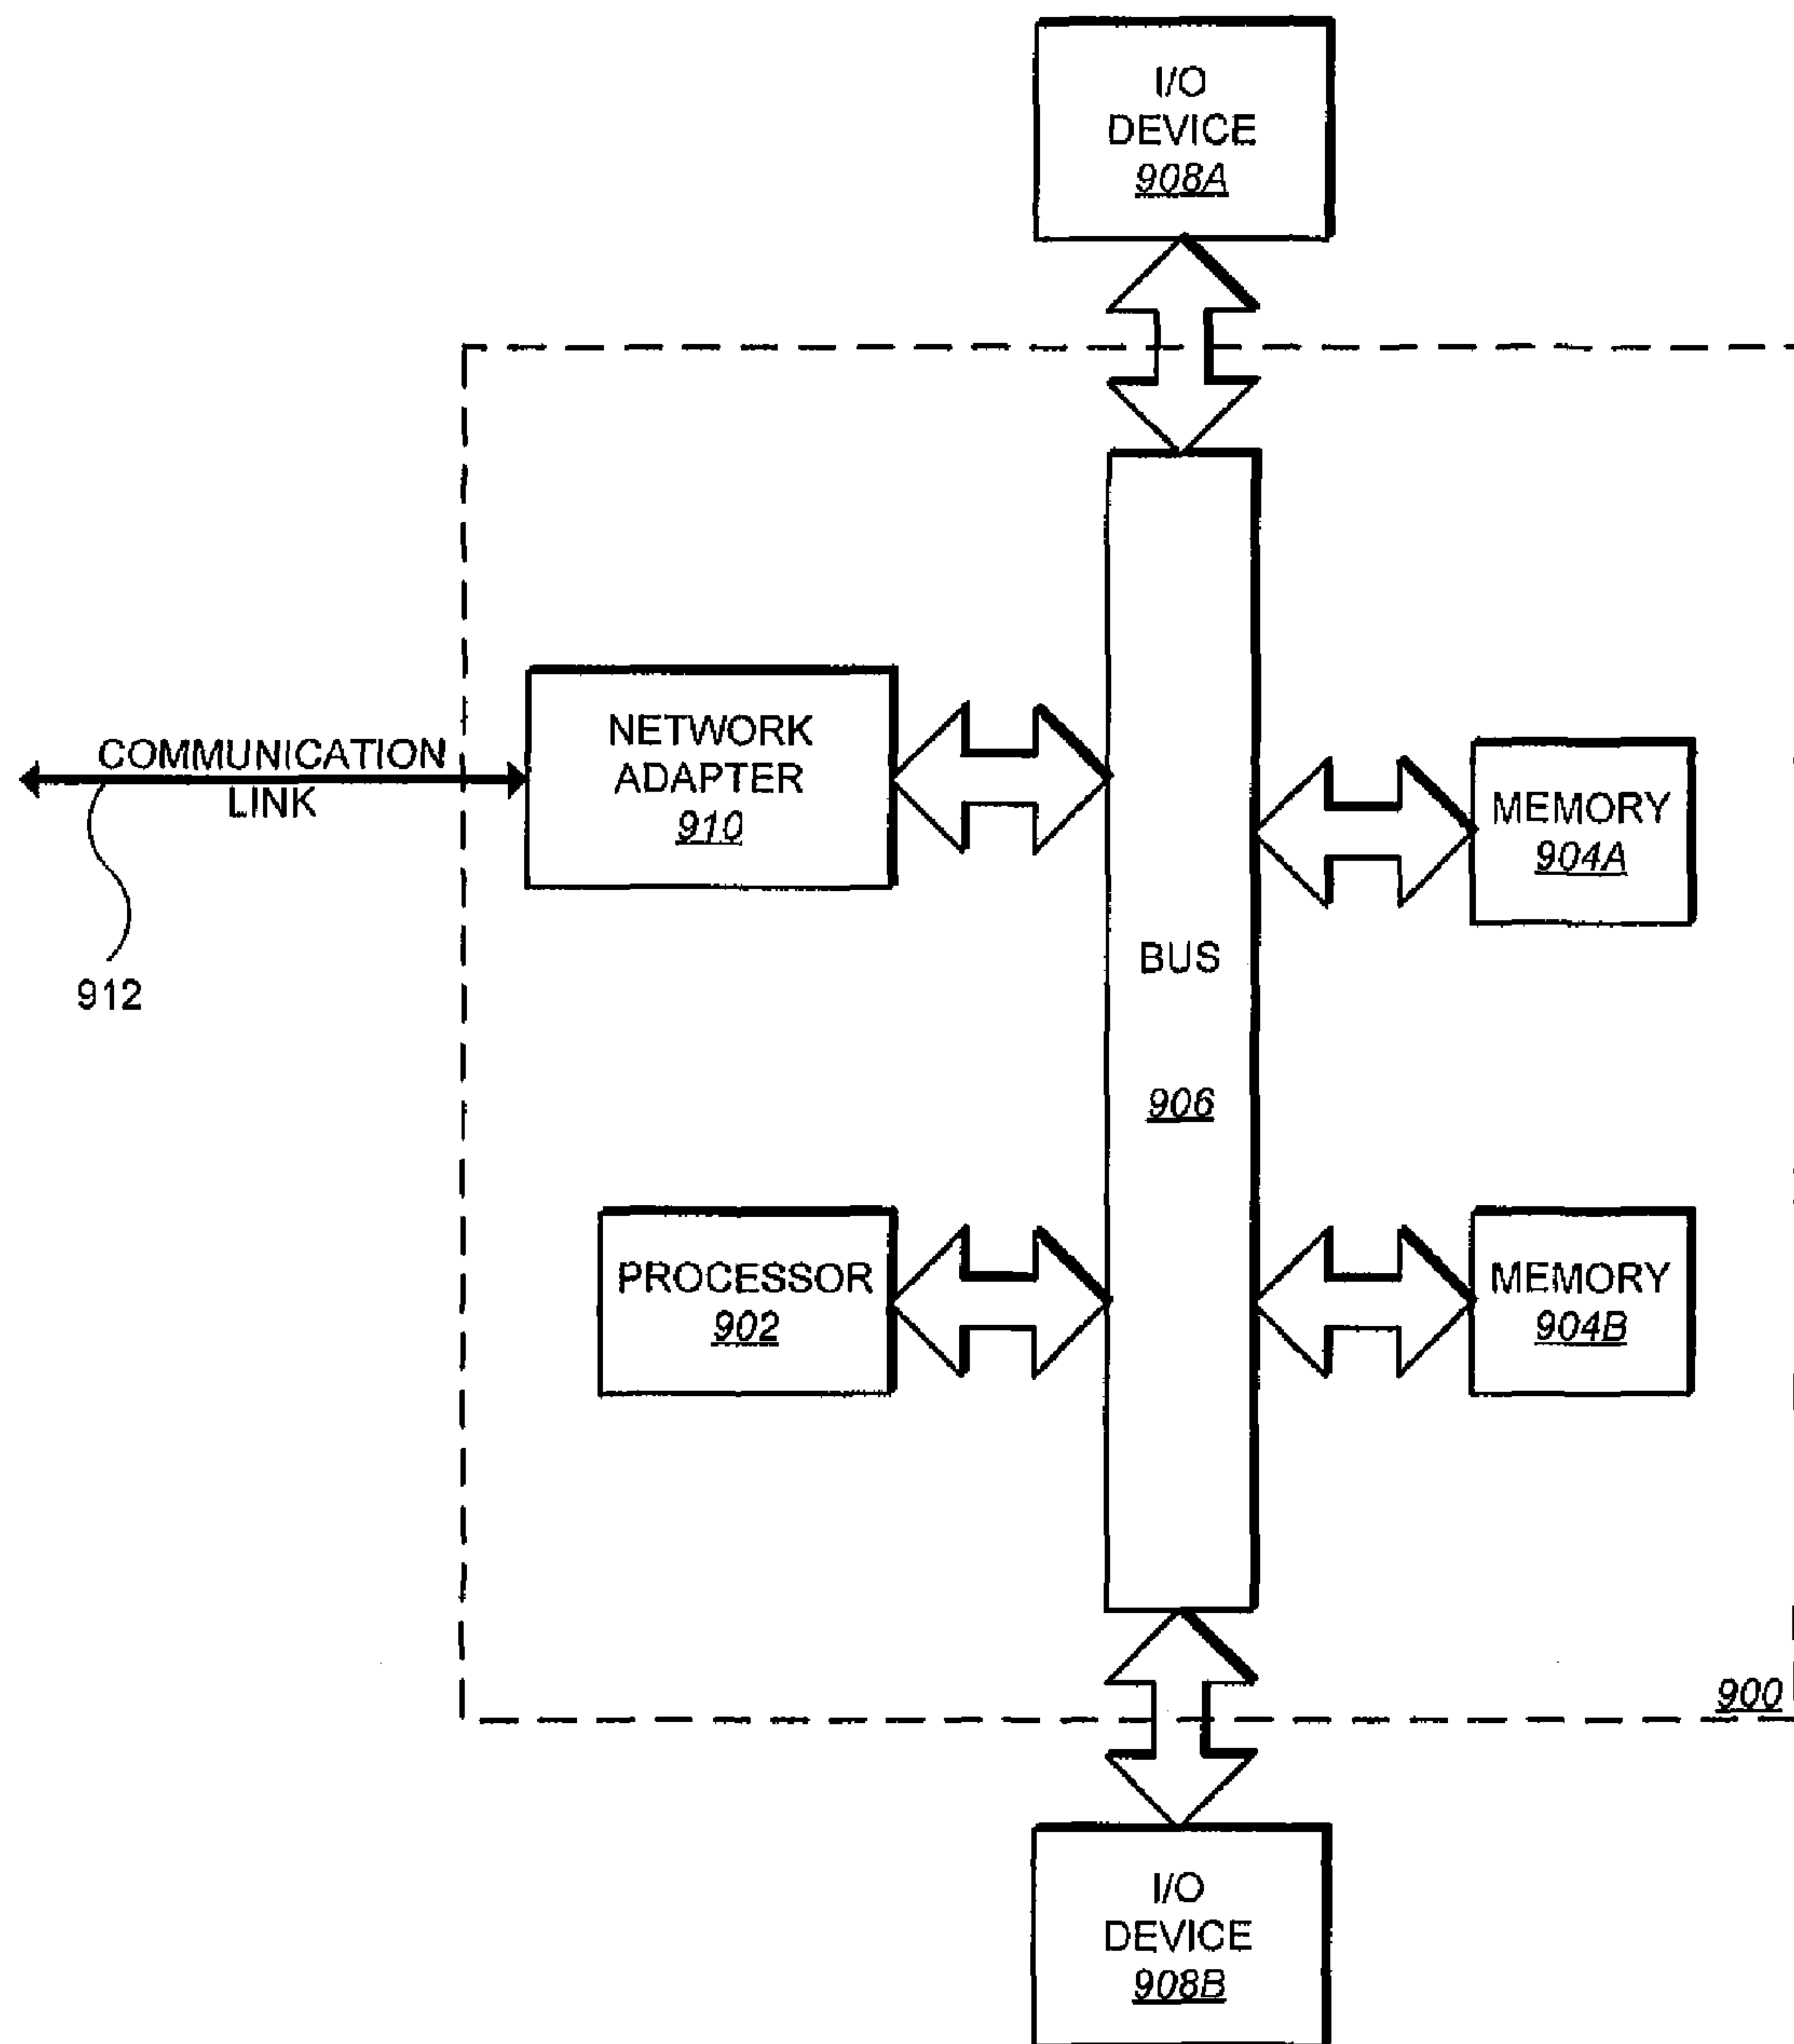 I/O
DEVICE
908A
NETWORK
ADAPTER
910
COMMUNICATION
LINK
912
MEMORY
904A
BUS
906
PROCESSOR
902
MEMORY
904B
900
I/O
DEVICE
908B